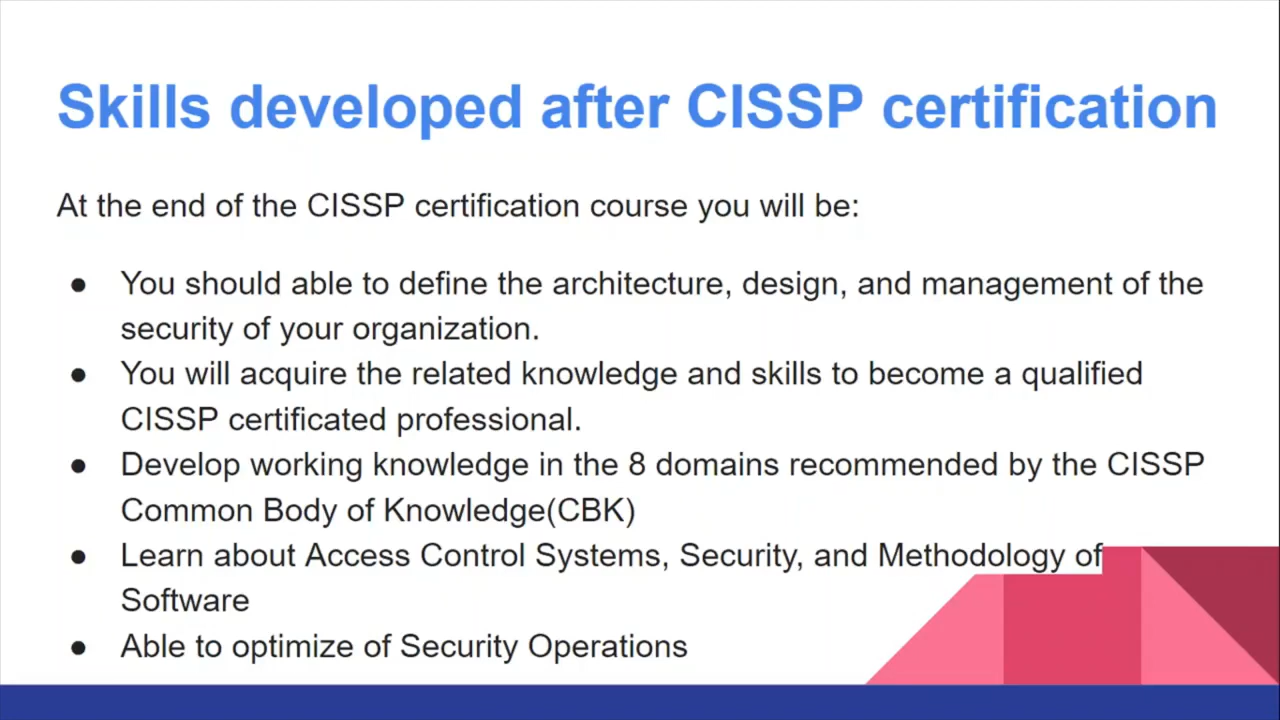 Skills developed after CISSP certification
At the end of the CISSP certification course you will be:
● You should able to define the architecture, design, and management of the
security of your organization.
● You will acquire the related knowledge and skills to become a qualified
CISSP certificated professional.
● Develop working knowledge in the 8 domains recommended by the CISSP
Common Body of Knowledge(CBK)
● Learn about Access Control Systems, Security, and Methodology of
Software
● Able to optimize of Security Operations